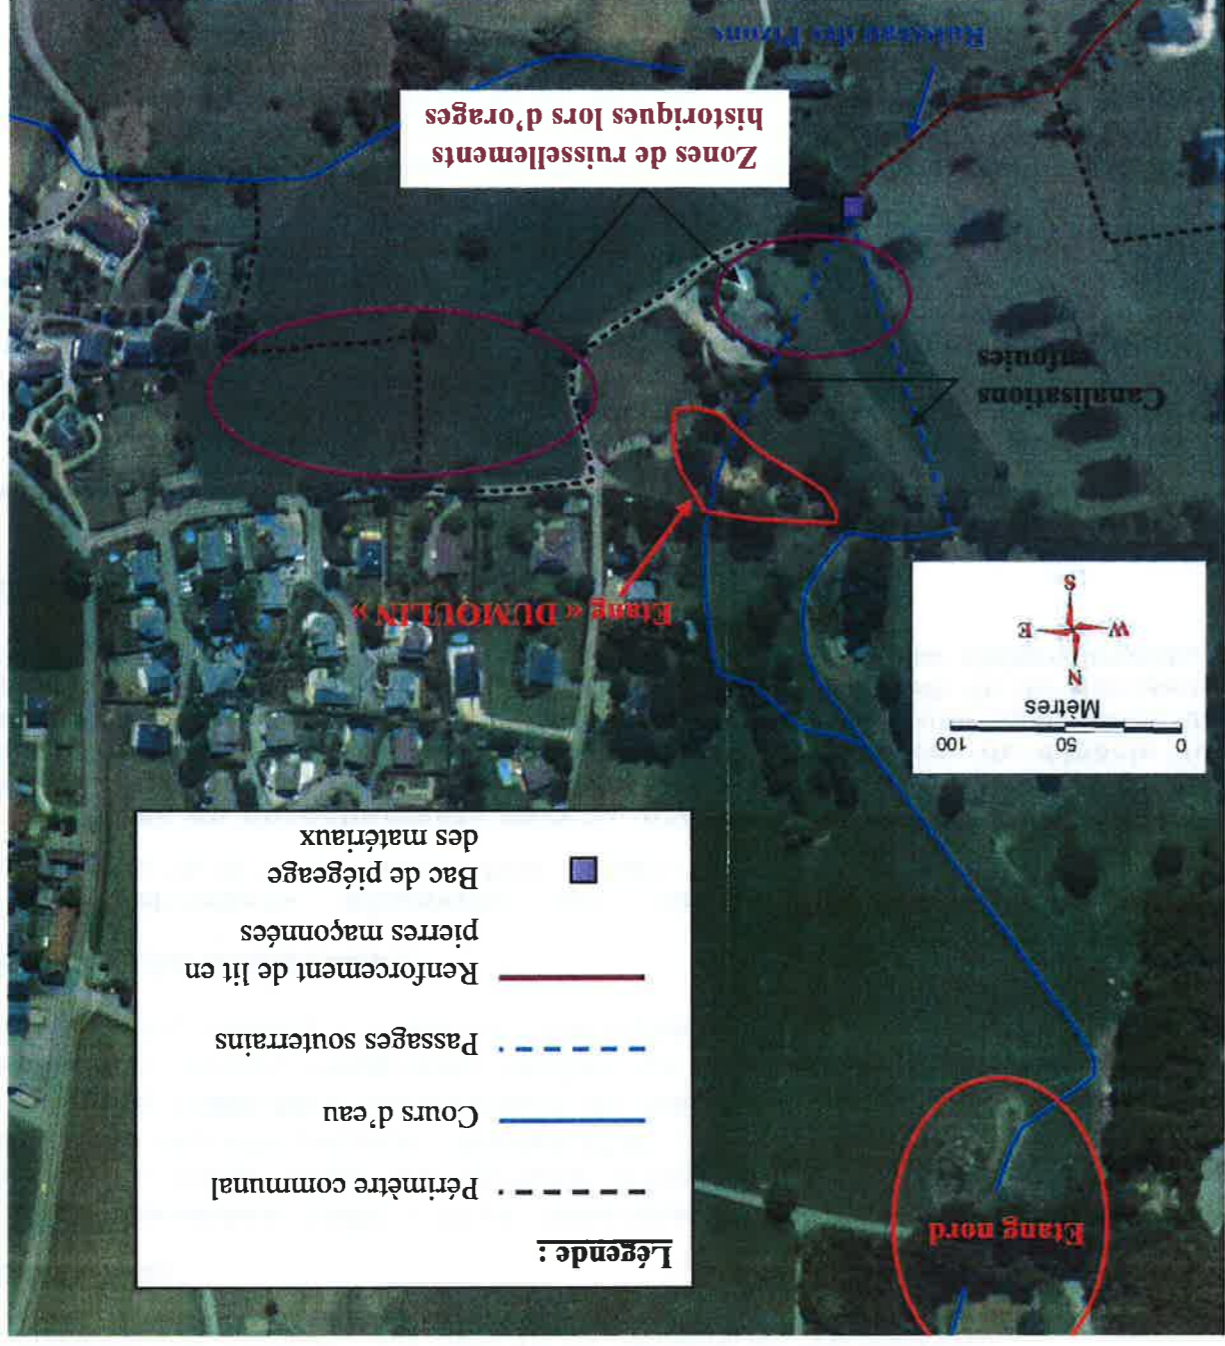 Etang nord
Légende :
Périmètre communal
Cours d'eau
Passages souterrains
Renforcement de lit en
pierres maçonnées
Bac de piégeage
des matériaux
0 50 100
Mètres
N
W E
S
Etang « DUMOULIN »
Canalisations
enfouies
Zones de ruissellements
historiques lors d'orages
Ruisseau des